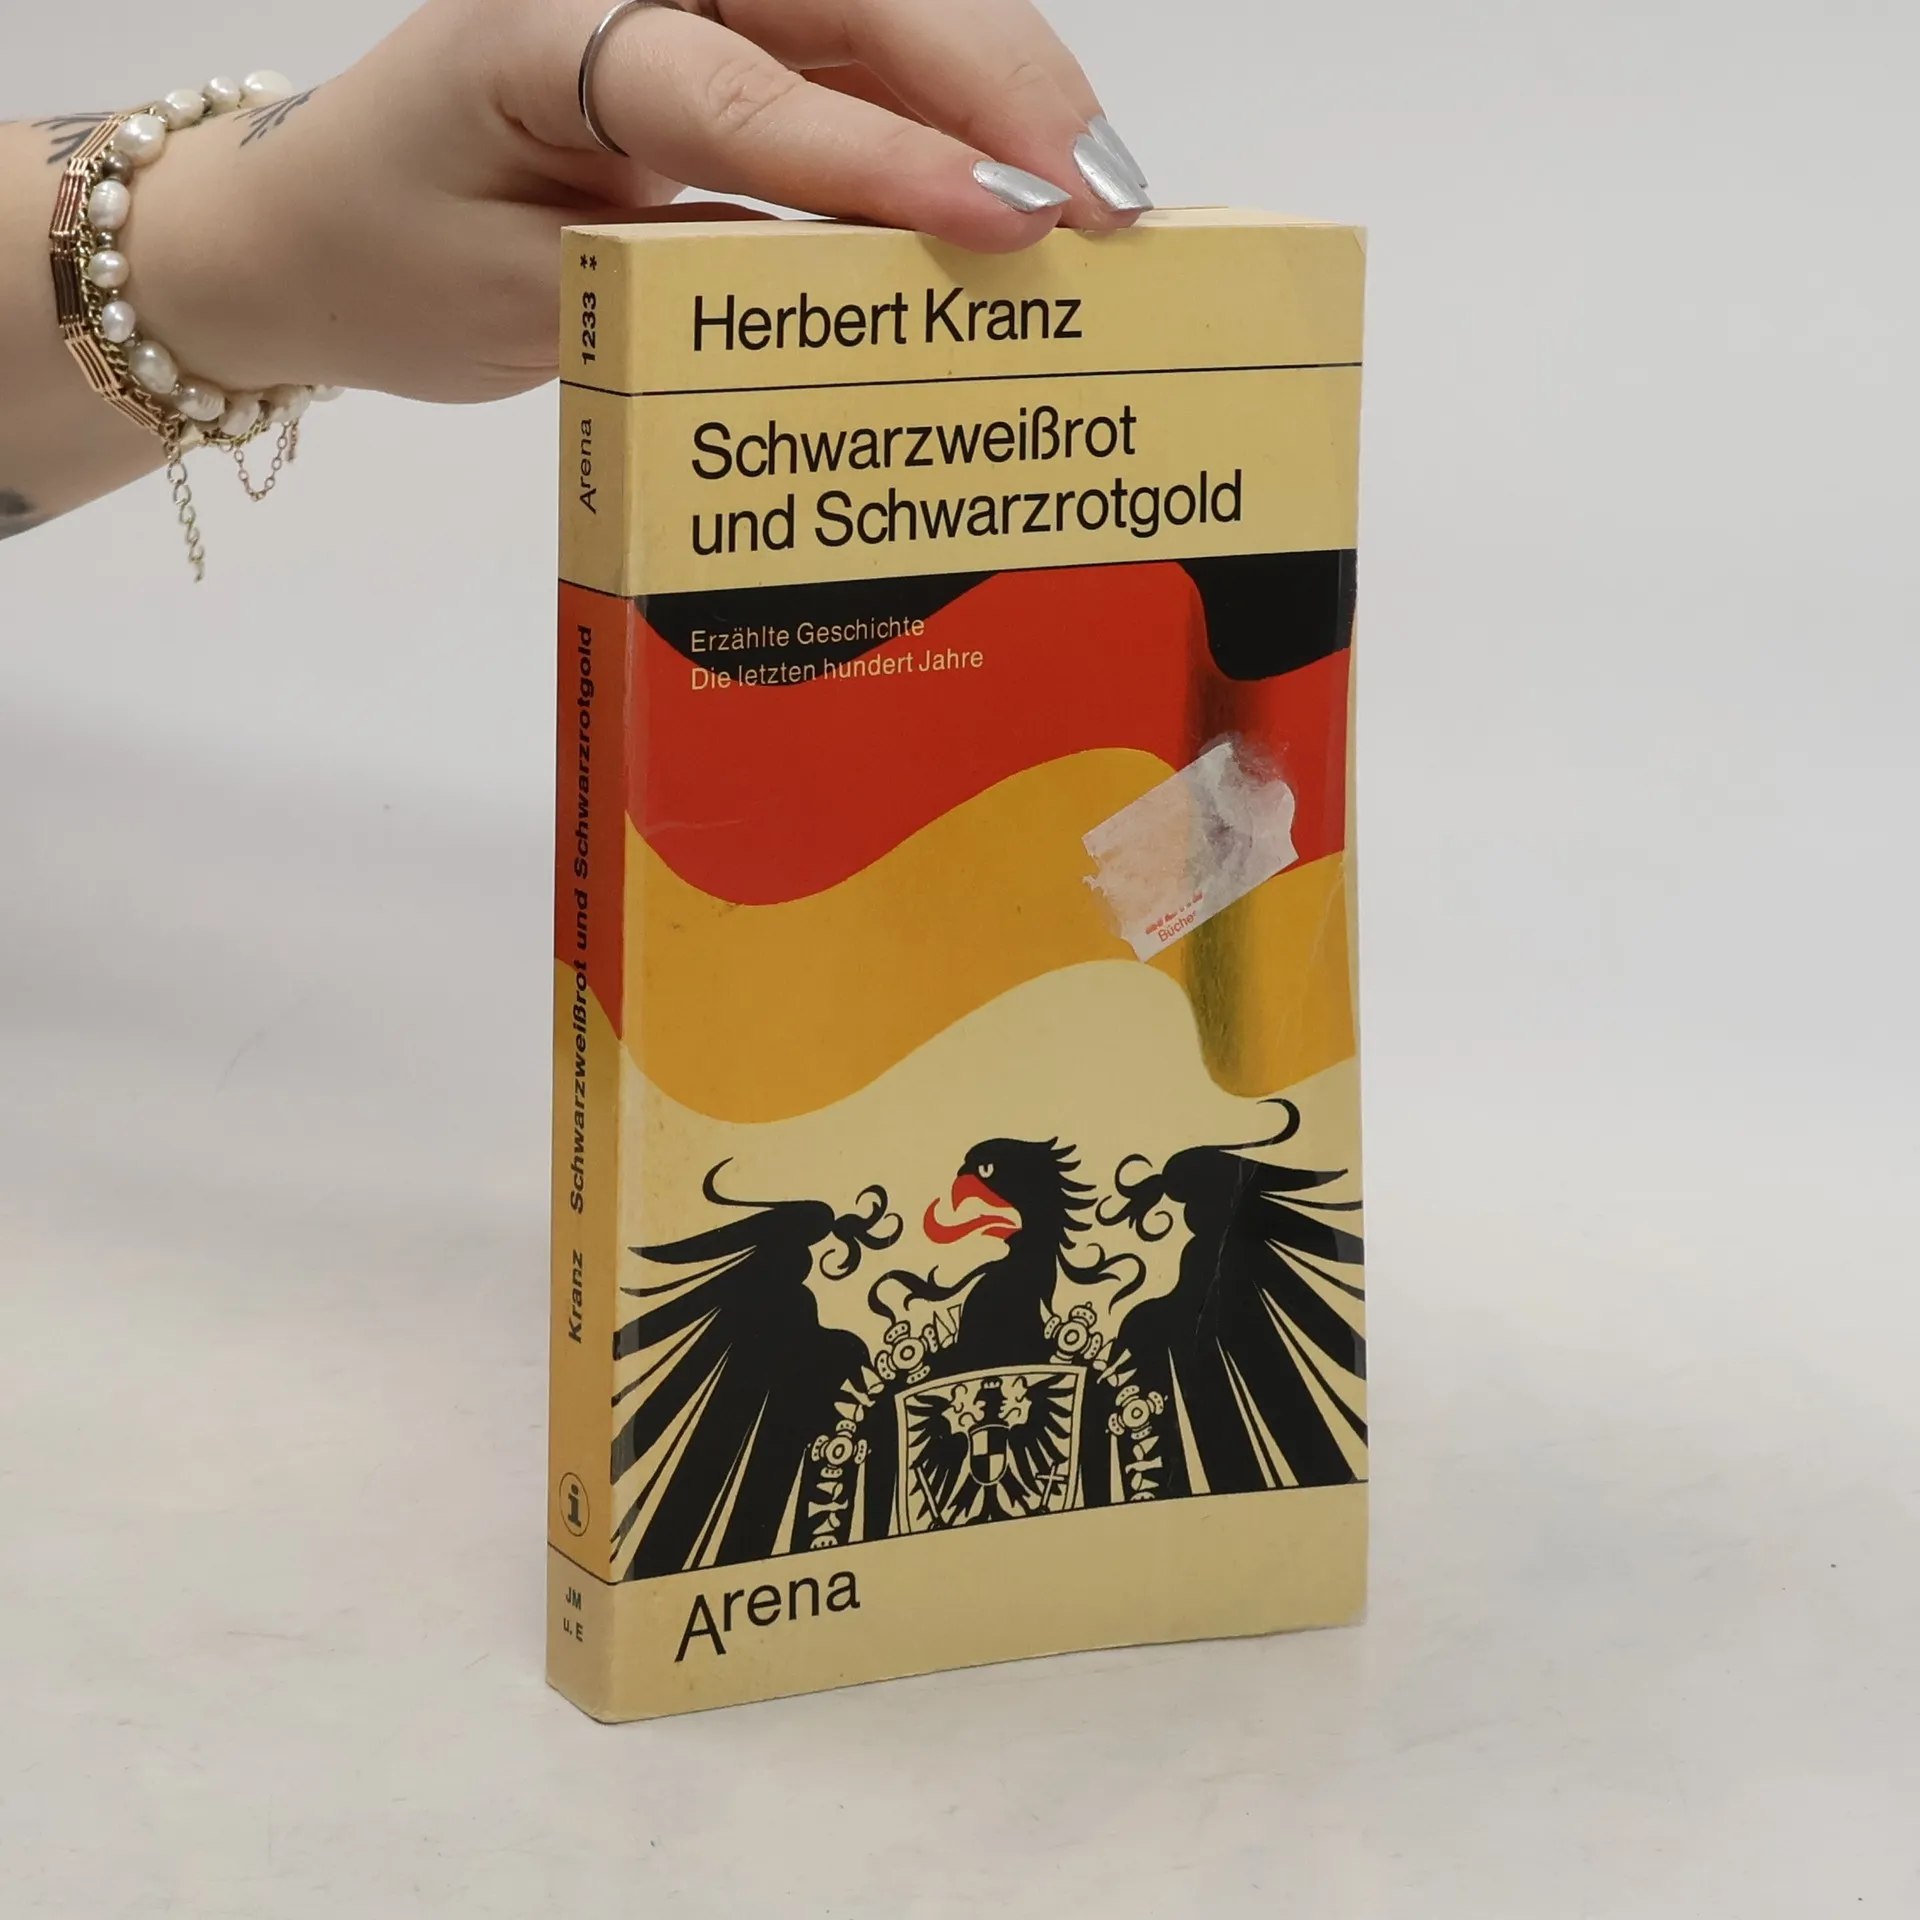 Herbert Kranz
Schwarzweißrot
und Schwarzrotgold
Erzählte Geschichte
Die letzten hundert Jahre
Arena
Kranz Schwarzweißrot und Schwarzrotgold
Arena
1233 **
JM
u. E